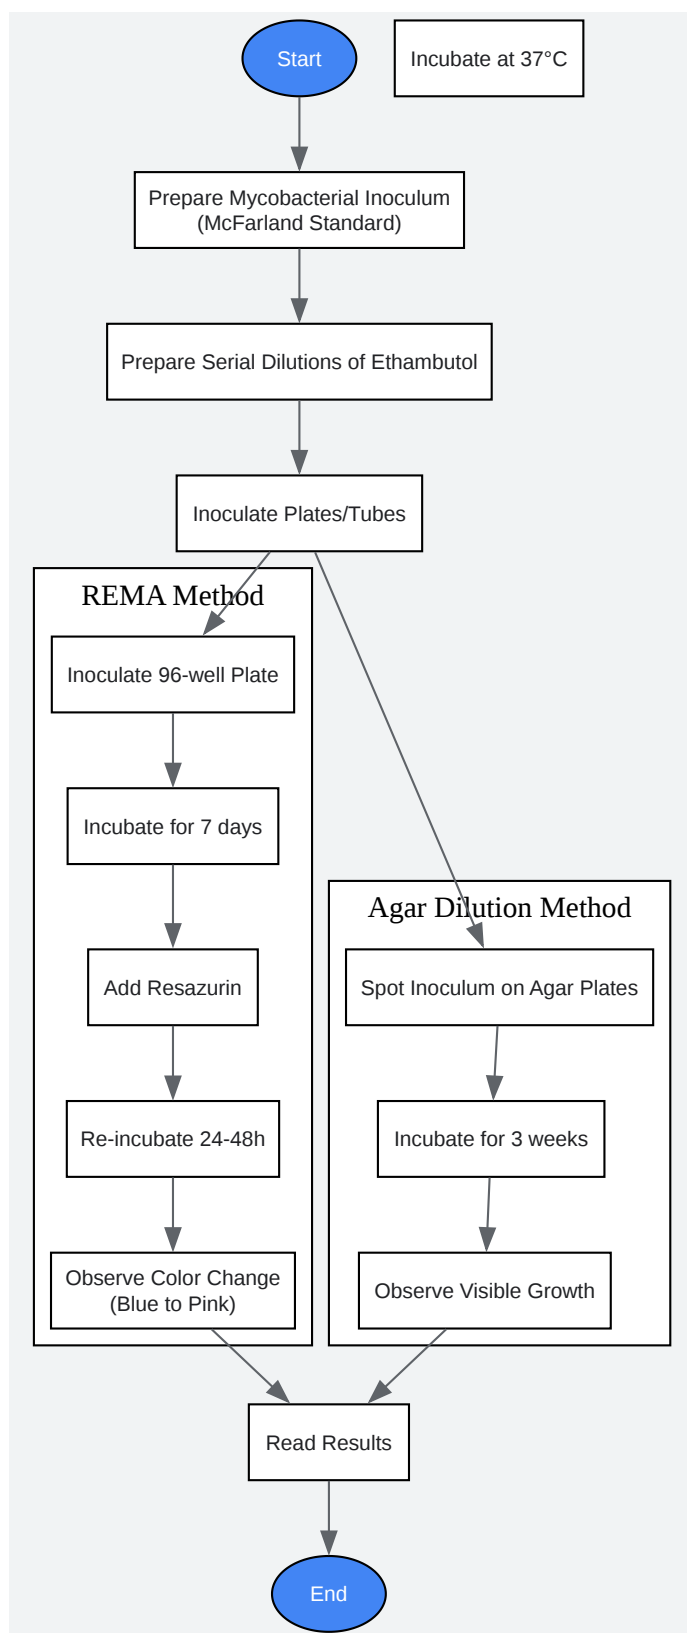 Start
Incubate at 37°C
Prepare Mycobacterial Inoculum
(McFarland Standard)
Prepare Serial Dilutions of Ethambutol
Inoculate Plates/Tubes
REMA Method
Inoculate 96-well Plate
Incubate for 7 days
Add Resazurin
Re-incubate 24-48h
Observe Color Change
(Blue to Pink)
Agar Dilution Method
Spot Inoculum on Agar Plates
Incubate for 3 weeks
Observe Visible Growth
Read Results
End